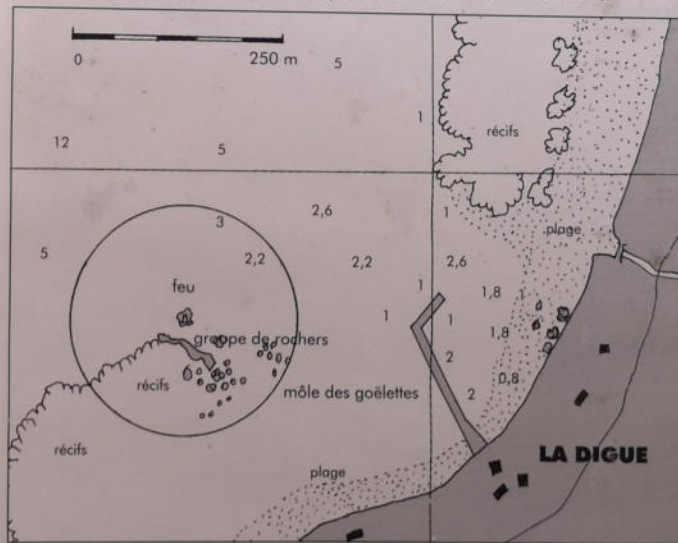 0 250 m
5
1
récifs
12
5
3
2,6
1
plage
5
2,2
2,2
2,6
feu
1
1,8
1
1
1
groupe de rochers
1,8
récifs
2
0,8
môle des goëlettes
2
récifs
LA DIGUE
plage